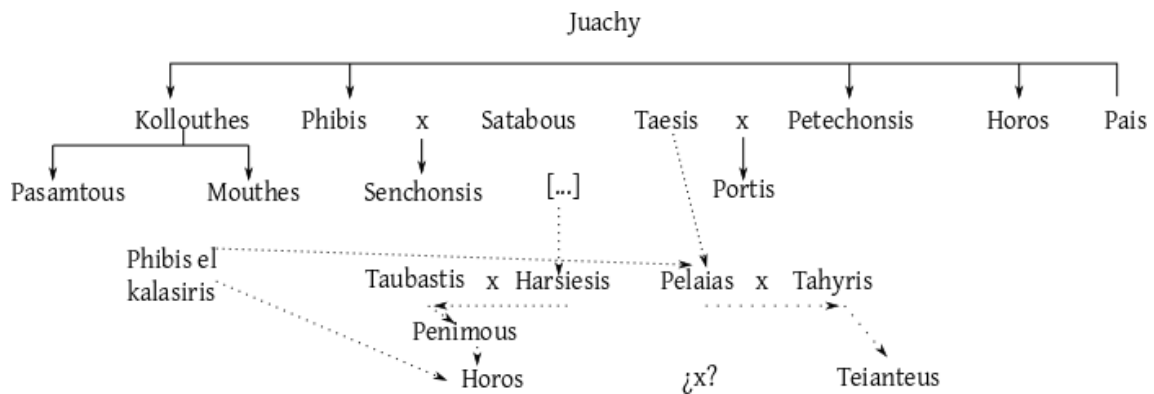 Juachy
Kollouthes Phibis x Satabous Taesis x Petechonsis Horos Pais
Pasamtous Mouthes Senchonsis [...] Portis
Phibis el
kalasiris
Taubastis x Harsiesis Pelaias x Tahyris
Penimous
Horos ¿x? Teianteus